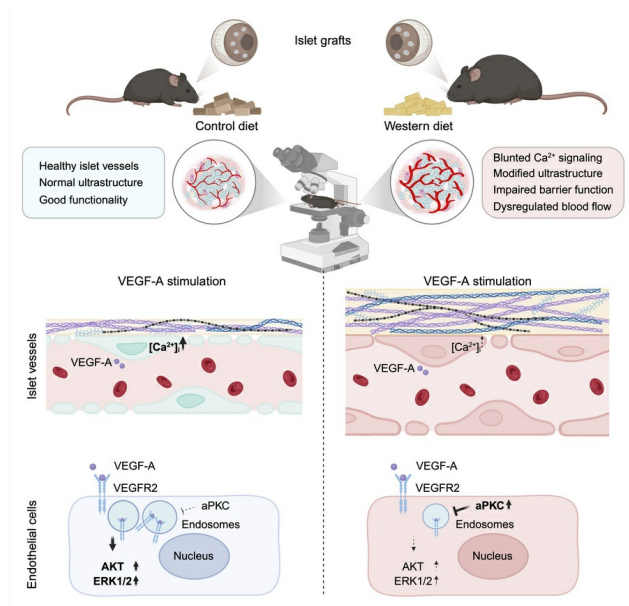 Islet grafts
Control diet
Western diet
Healthy islet vessels
Normal ultrastructure
Good functionality
Blunted Ca²⁺ signaling
Modified ultrastructure
Impaired barrier function
Dysregulated blood flow
VEGF-A stimulation
VEGF-A stimulation
Islet vessels
[Ca²⁺]ᵢ
VEGF-A
[Ca²⁺]ᵢ
VEGF-A
Endothelial cells
VEGF-A
VEGFR2
aPKC
Endosomes
Nucleus
AKT
ERK1/2
VEGF-A
VEGFR2
aPKC
Endosomes
Nucleus
AKT
ERK1/2